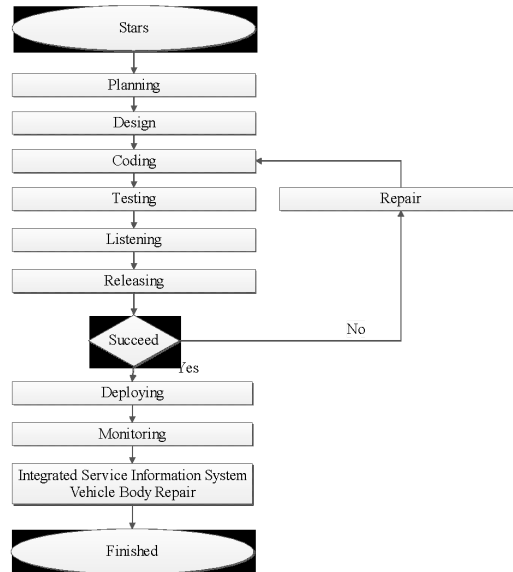 Stars
Planning
Design
Coding
Testing
Repair
Listening
Releasing
Succeed
No
Yes
Deploying
Monitoring
Integrated Service Information System
Vehicle Body Repair
Finished